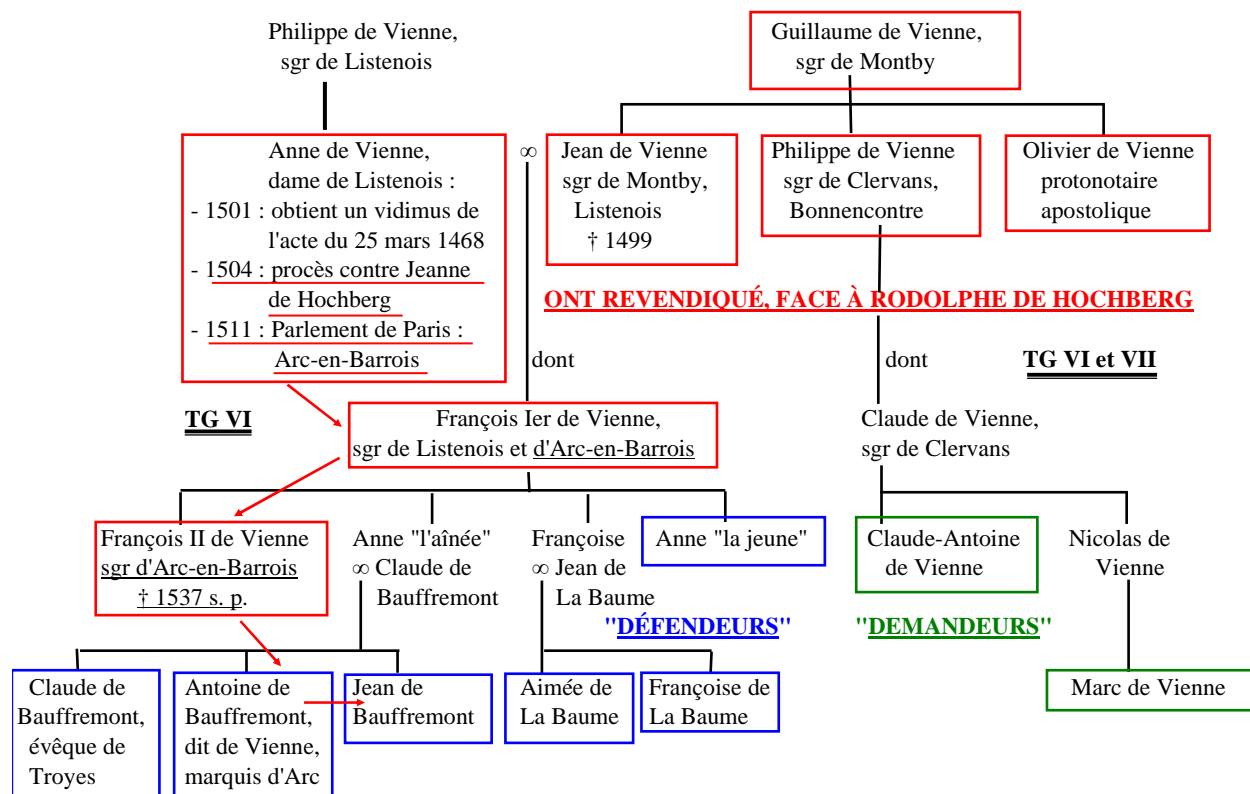 Philippe de Vienne,
sgr de Listenois
Guillaume de Vienne,
sgr de Montby
Anne de Vienne,
dame de Listenois :
- 1501 : obtient un vidimus de
l'acte du 25 mars 1468
- 1504 : procès contre Jeanne
de Hochberg
- 1511 : Parlement de Paris :
Arc-en-Barrois
∞
Jean de Vienne
sgr de Montby,
Listenois
† 1499
Philippe de Vienne
sgr de Clervans,
Bonnencontre
Olivier de Vienne
protonotaire
apostolique
ONT REVENDIQUÉ, FACE À RODOLPHE DE HOCHBERG
dont
dont
TG VI et VII
TG VI
François Ier de Vienne,
sgr de Listenois et d'Arc-en-Barrois
Claude de Vienne,
sgr de Clervans
François II de Vienne
sgr d'Arc-en-Barrois
† 1537 s. p.
Anne "l'aînée"
∞ Claude de
Bauffremont
Françoise
∞ Jean de
La Baume
Anne "la jeune"
Claude-Antoine
de Vienne
Nicolas de
Vienne
"DÉFENDEURS"
"DEMANDEURS"
Claude de
Bauffremont,
évêque de
Troyes
Antoine de
Bauffremont,
dit de Vienne,
marquis d'Arc
Jean de
Bauffremont
Aimée de
La Baume
Françoise de
La Baume
Marc de Vienne